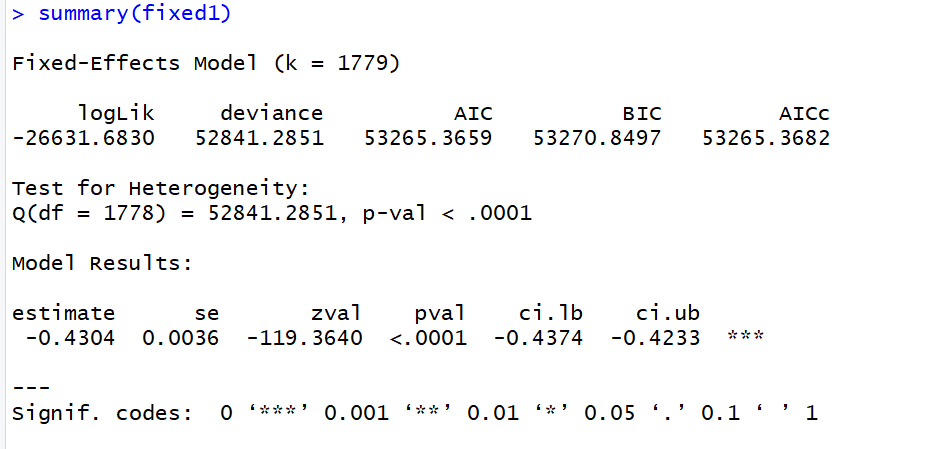 > summary(fixed1)
Fixed-Effects Model (k = 1779)
logLik deviance AIC BIC AICc
-26631.6830 52841.2851 53265.3659 53270.8497 53265.3682
Test for Heterogeneity:
Q(df = 1778) = 52841.2851, p-val < .0001
Model Results:
estimate se zval pval ci.lb ci.ub
-0.4304 0.0036 -119.3640 <.0001 -0.4374 -0.4233 ***
---
Signif. codes: 0 ‘***’ 0.001 ‘**’ 0.01 ‘*’ 0.05 ‘.’ 0.1 ‘ ’ 1